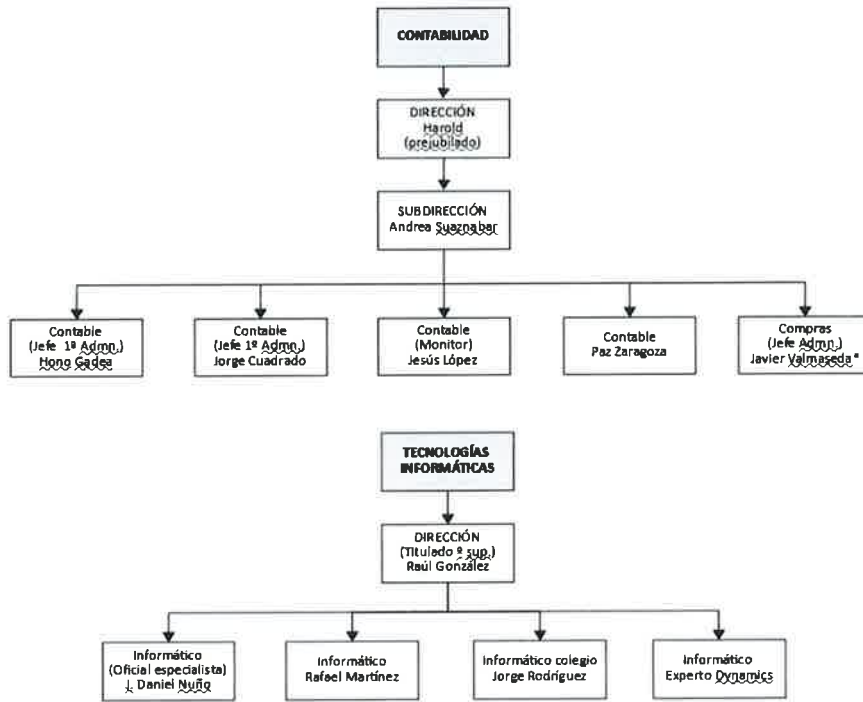 CONTABILIDAD
DIRECCIÓN
Harold
(prejubilado)
SUBDIRECCIÓN
Andrea Suaznabar
Contable
(Jefe 1ª Admn.)
Hono Gadea
Contable
(Jefe 1º Admn.)
Jorge Cuadrado
Contable
(Monitor)
Jesús López
Contable
Paz Zaragoza
Compras
(Jefe Admn.)
Javier Valmaseda*
TECNOLOGÍAS
INFORMÁTICAS
DIRECCIÓN
(Titulado º sup.)
Raúl González
Informático
(Oficial especialista)
J. Daniel Nuño
Informático
Rafael Martínez
Informático colegio
Jorge Rodríguez
Informático
Experto Dynamics